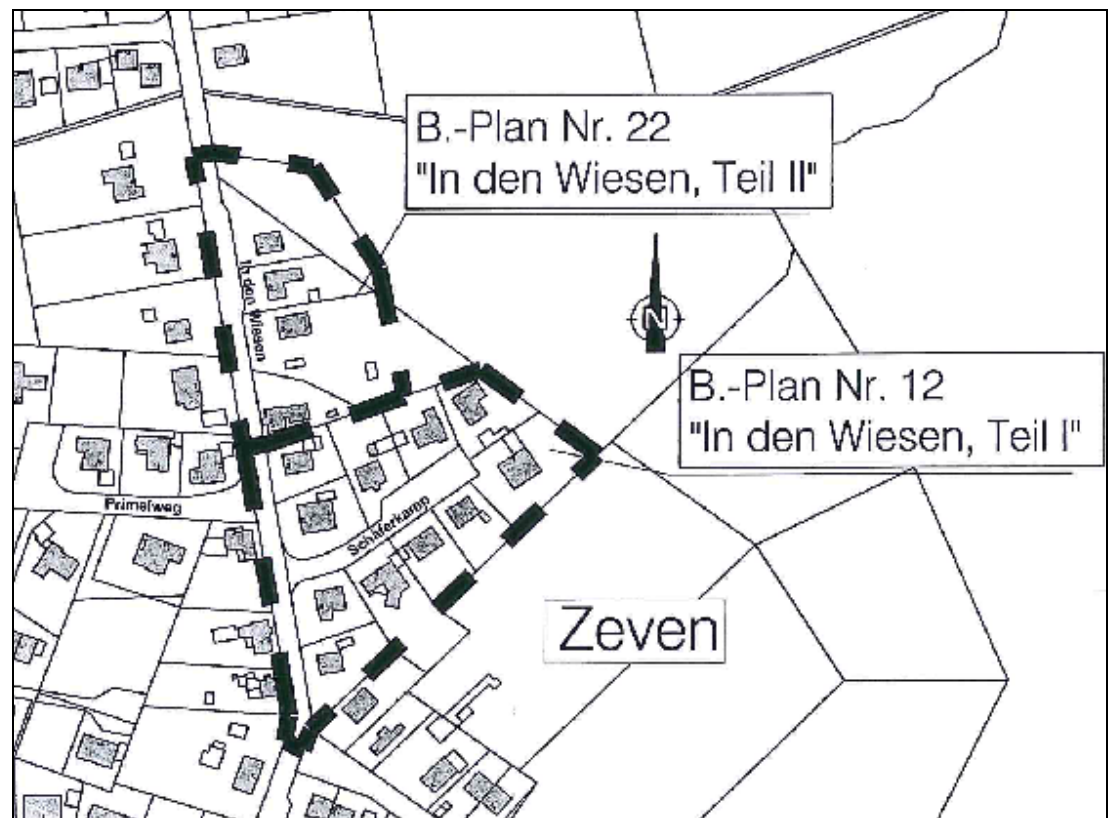 B.-Plan Nr. 22
"In den Wiesen, Teil II"
In den Wiesen
N
B.-Plan Nr. 12
"In den Wiesen, Teil I"
Primelweg
Schäferkamp
Zeven